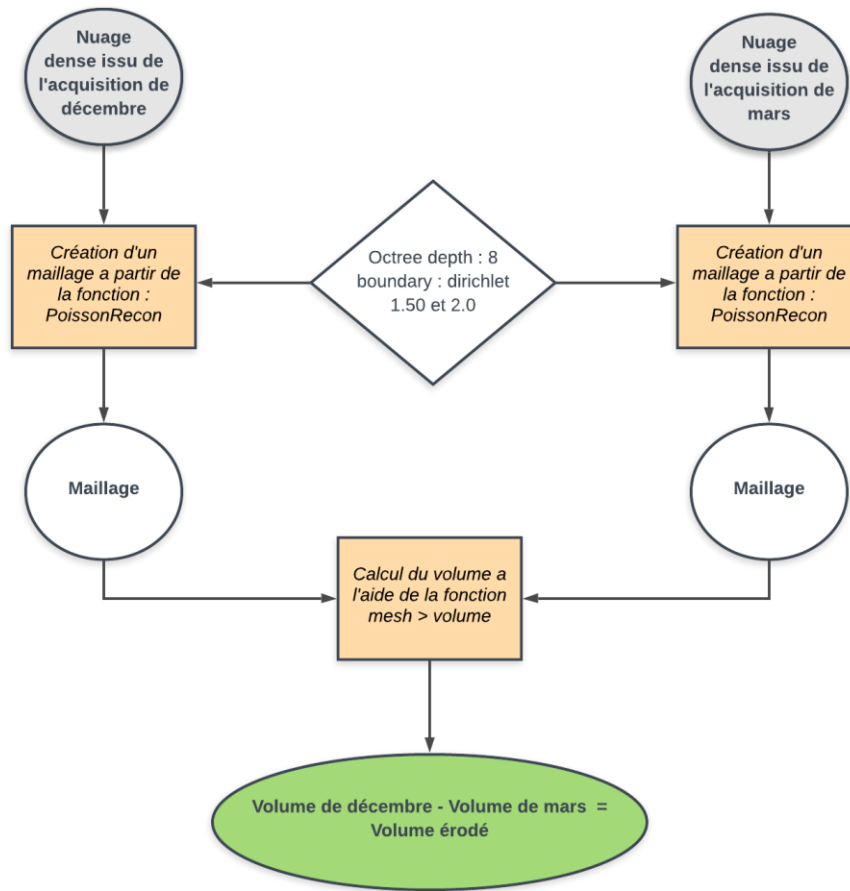 Nuage
dense issu de
l'acquisition de
décembre
Nuage
dense issu de
l'acquisition de
mars
Création d'un
maillage a partir de
la fonction :
PoissonRecon
Octree depth : 8
boundary : dirichlet
1.50 et 2.0
Création d'un
maillage a partir de
la fonction :
PoissonRecon
Maillage
Maillage
Calcul du volume a
l'aide de la fonction
mesh > volume
Volume de décembre - Volume de mars =
Volume érodé